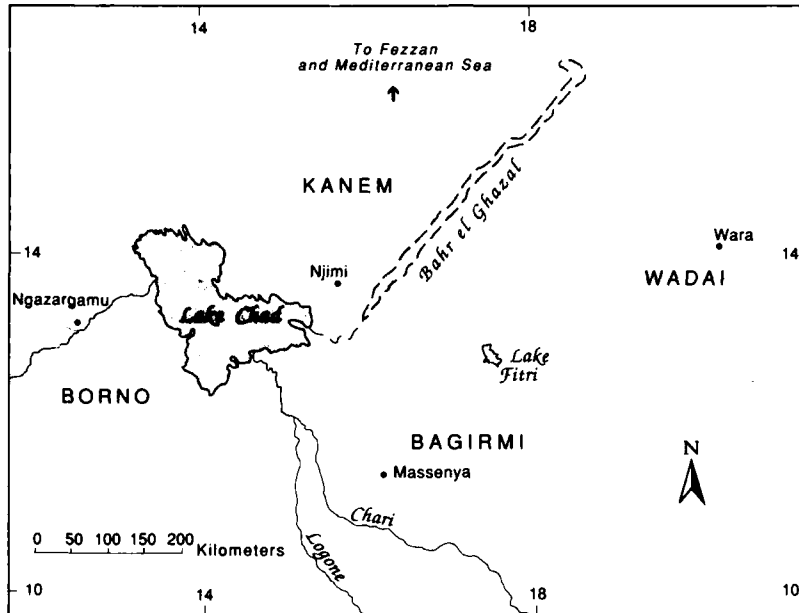 14
18
To Fezzan
and Mediterranean Sea
KANEM
Bahr el Ghazal
14
Wara
14
Njimi
WADAI
Ngazargamu
Lake Chad
Lake
Fitri
BORNO
BAGIRMI
N
Massenya
Chari
0 50 100 150 200 Kilometers
Logone
10
10
14
18